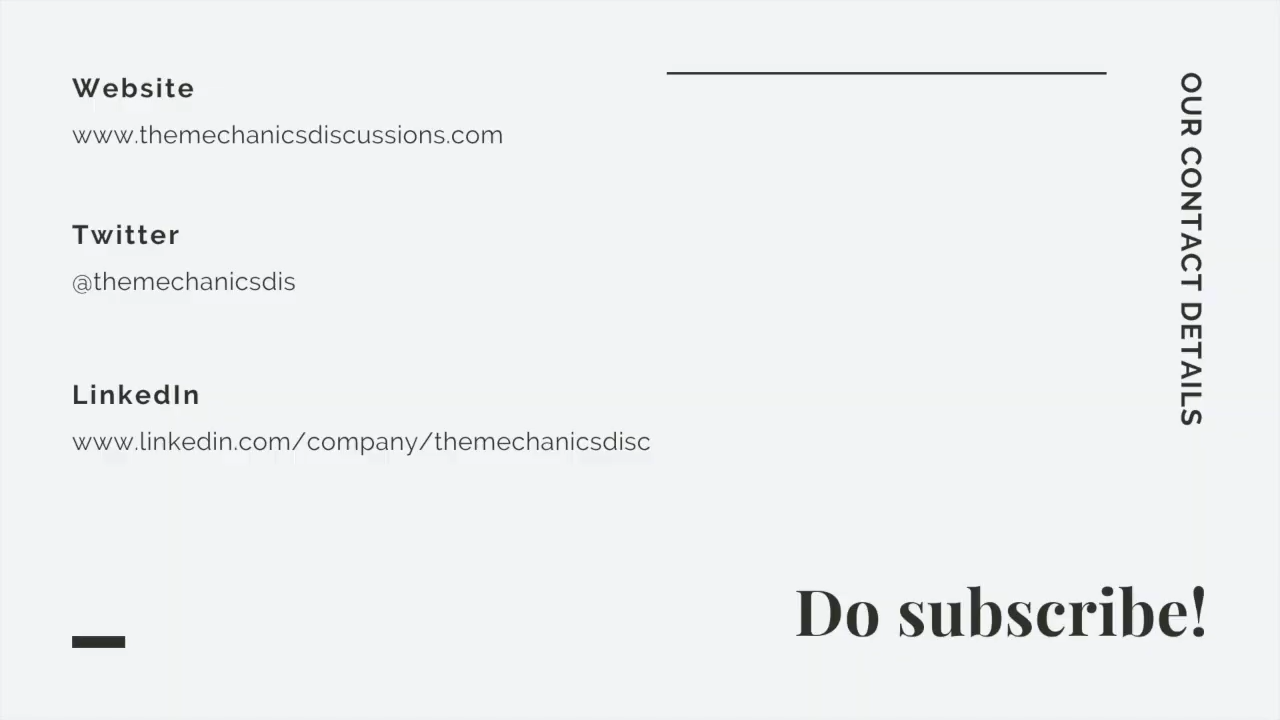 Website
www.themechanicsdiscussions.com
Twitter
@themechanicsdis
LinkedIn
www.linkedin.com/company/themechanicsdisc
OUR CONTACT DETAILS
Do subscribe!